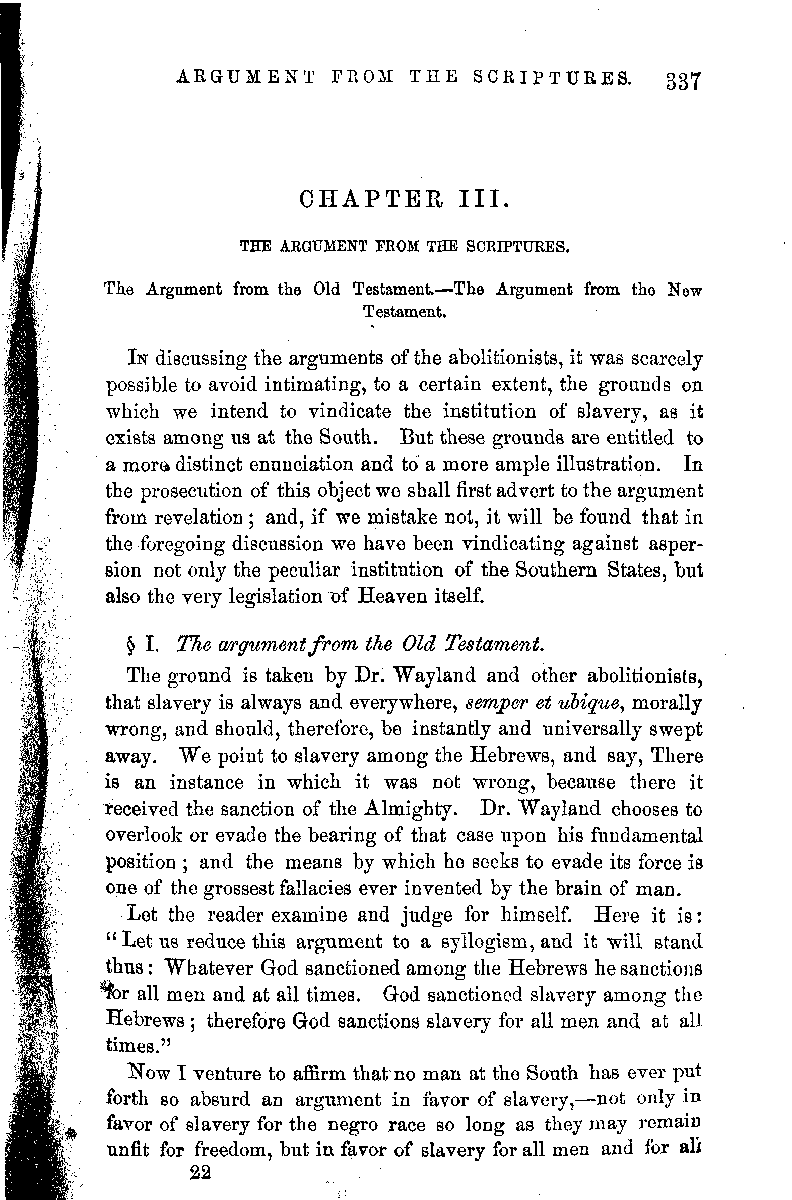 ARGUMENT FROM THE SCRIPTURES. 337
CHAPTER III.
THE ARGUMENT FROM THE SCRIPTURES.
The Argument from the Old Testament.—The Argument from the New
Testament.
IN discussing the arguments of the abolitionists, it was scarcely
possible to avoid intimating, to a certain extent, the grounds on
which we intend to vindicate the institution of slavery, as it
exists among us at the South. But these grounds are entitled to
a more distinct enunciation and to a more ample illustration. In
the prosecution of this object we shall first advert to the argument
from revelation; and, if we mistake not, it will be found that in
the foregoing discussion we have been vindicating against asper-
sion not only the peculiar institution of the Southern States, but
also the very legislation of Heaven itself.
§ I. The argument from the Old Testament.
The ground is taken by Dr. Wayland and other abolitionists,
that slavery is always and everywhere, semper et ubique, morally
wrong, and should, therefore, be instantly and universally swept
away. We point to slavery among the Hebrews, and say, There
is an instance in which it was not wrong, because there it
received the sanction of the Almighty. Dr. Wayland chooses to
overlook or evade the bearing of that case upon his fundamental
position; and the means by which he seeks to evade its force is
one of the grossest fallacies ever invented by the brain of man.
Let the reader examine and judge for himself. Here it is:
“Let us reduce this argument to a syllogism, and it will stand
thus: Whatever God sanctioned among the Hebrews he sanctions
for all men and at all times. God sanctioned slavery among the
Hebrews; therefore God sanctions slavery for all men and at all
times.”
Now I venture to affirm that no man at the South has ever put
forth so absurd an argument in favor of slavery,—not only in
favor of slavery for the negro race so long as they may remain
unfit for freedom, but in favor of slavery for all men and for all
22